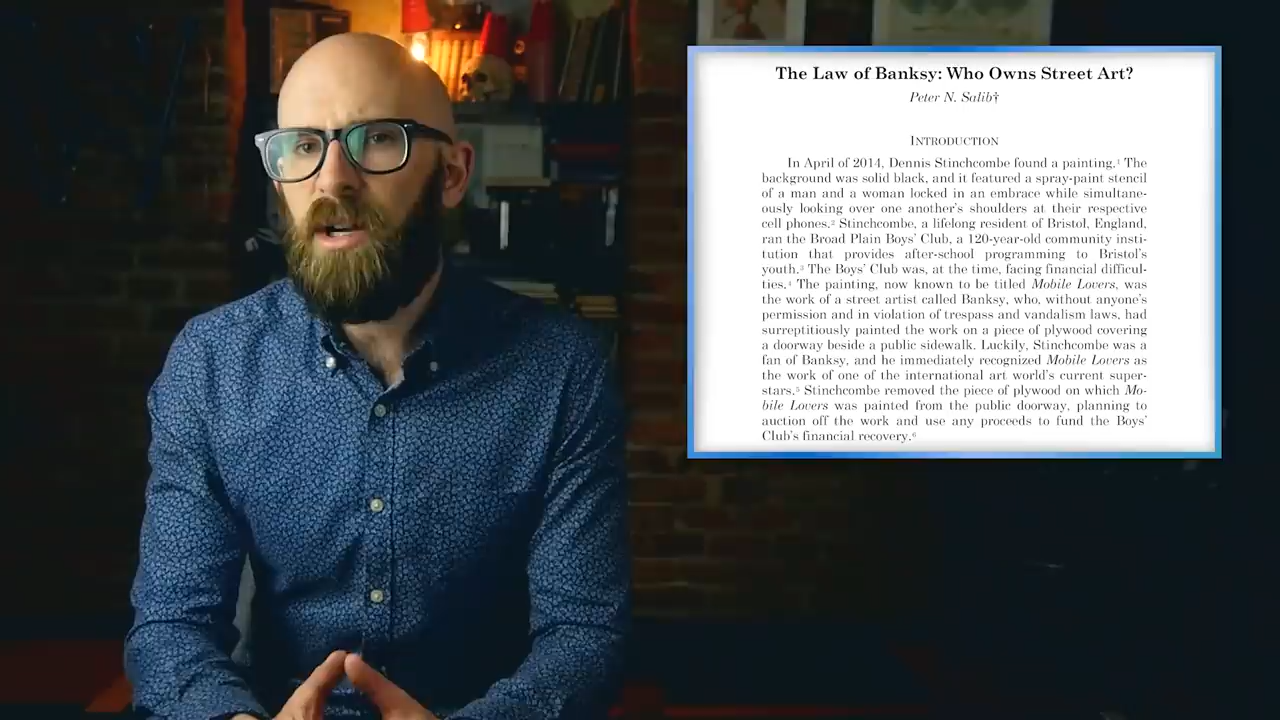 The Law of Banksy: Who Owns Street Art?
Peter N. Salib†
INTRODUCTION
In April of 2014, Dennis Stinchcombe found a painting.¹ The
background was solid black, and it featured a spray-paint stencil
of a man and a woman locked in an embrace while simultane-
ously looking over one another's shoulders at their respective
cell phones.² Stinchcombe, a lifelong resident of Bristol, England,
ran the Broad Plain Boys' Club, a 120-year-old community insti-
tution that provides after-school programming to Bristol's
youth.³ The Boys' Club was, at the time, facing financial difficul-
ties.⁴ The painting, now known to be titled Mobile Lovers, was
the work of a street artist called Banksy, who, without anyone's
permission and in violation of trespass and vandalism laws, had
surreptitiously painted the work on a piece of plywood covering
a doorway beside a public sidewalk. Luckily, Stinchcombe was a
fan of Banksy, and he immediately recognized Mobile Lovers as
the work of one of the international art world's current super-
stars.⁵ Stinchcombe removed the piece of plywood on which Mo-
bile Lovers was painted from the public doorway, planning to
auction off the work and use any proceeds to fund the Boys'
Club's financial recovery.⁶